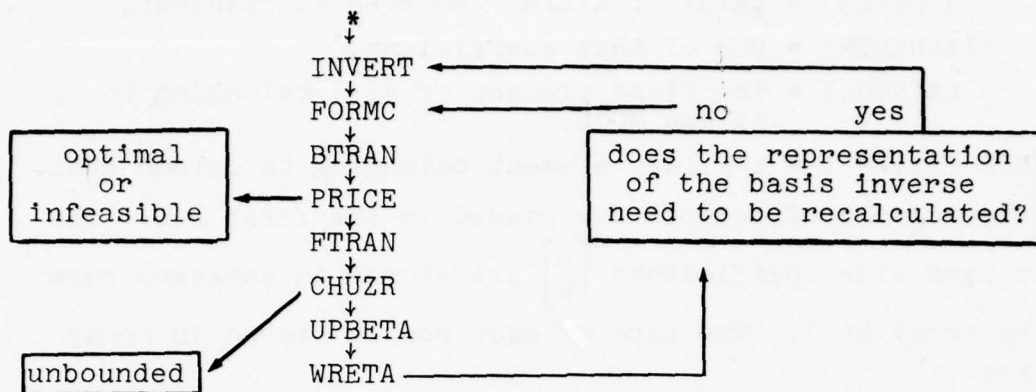 *
INVERT
FORMC
no yes
optimal
or
infeasible
BTRAN
PRICE
FTRAN
CHUZR
UPBETA
WRETA
does the representation
of the basis inverse
need to be recalculated?
unbounded